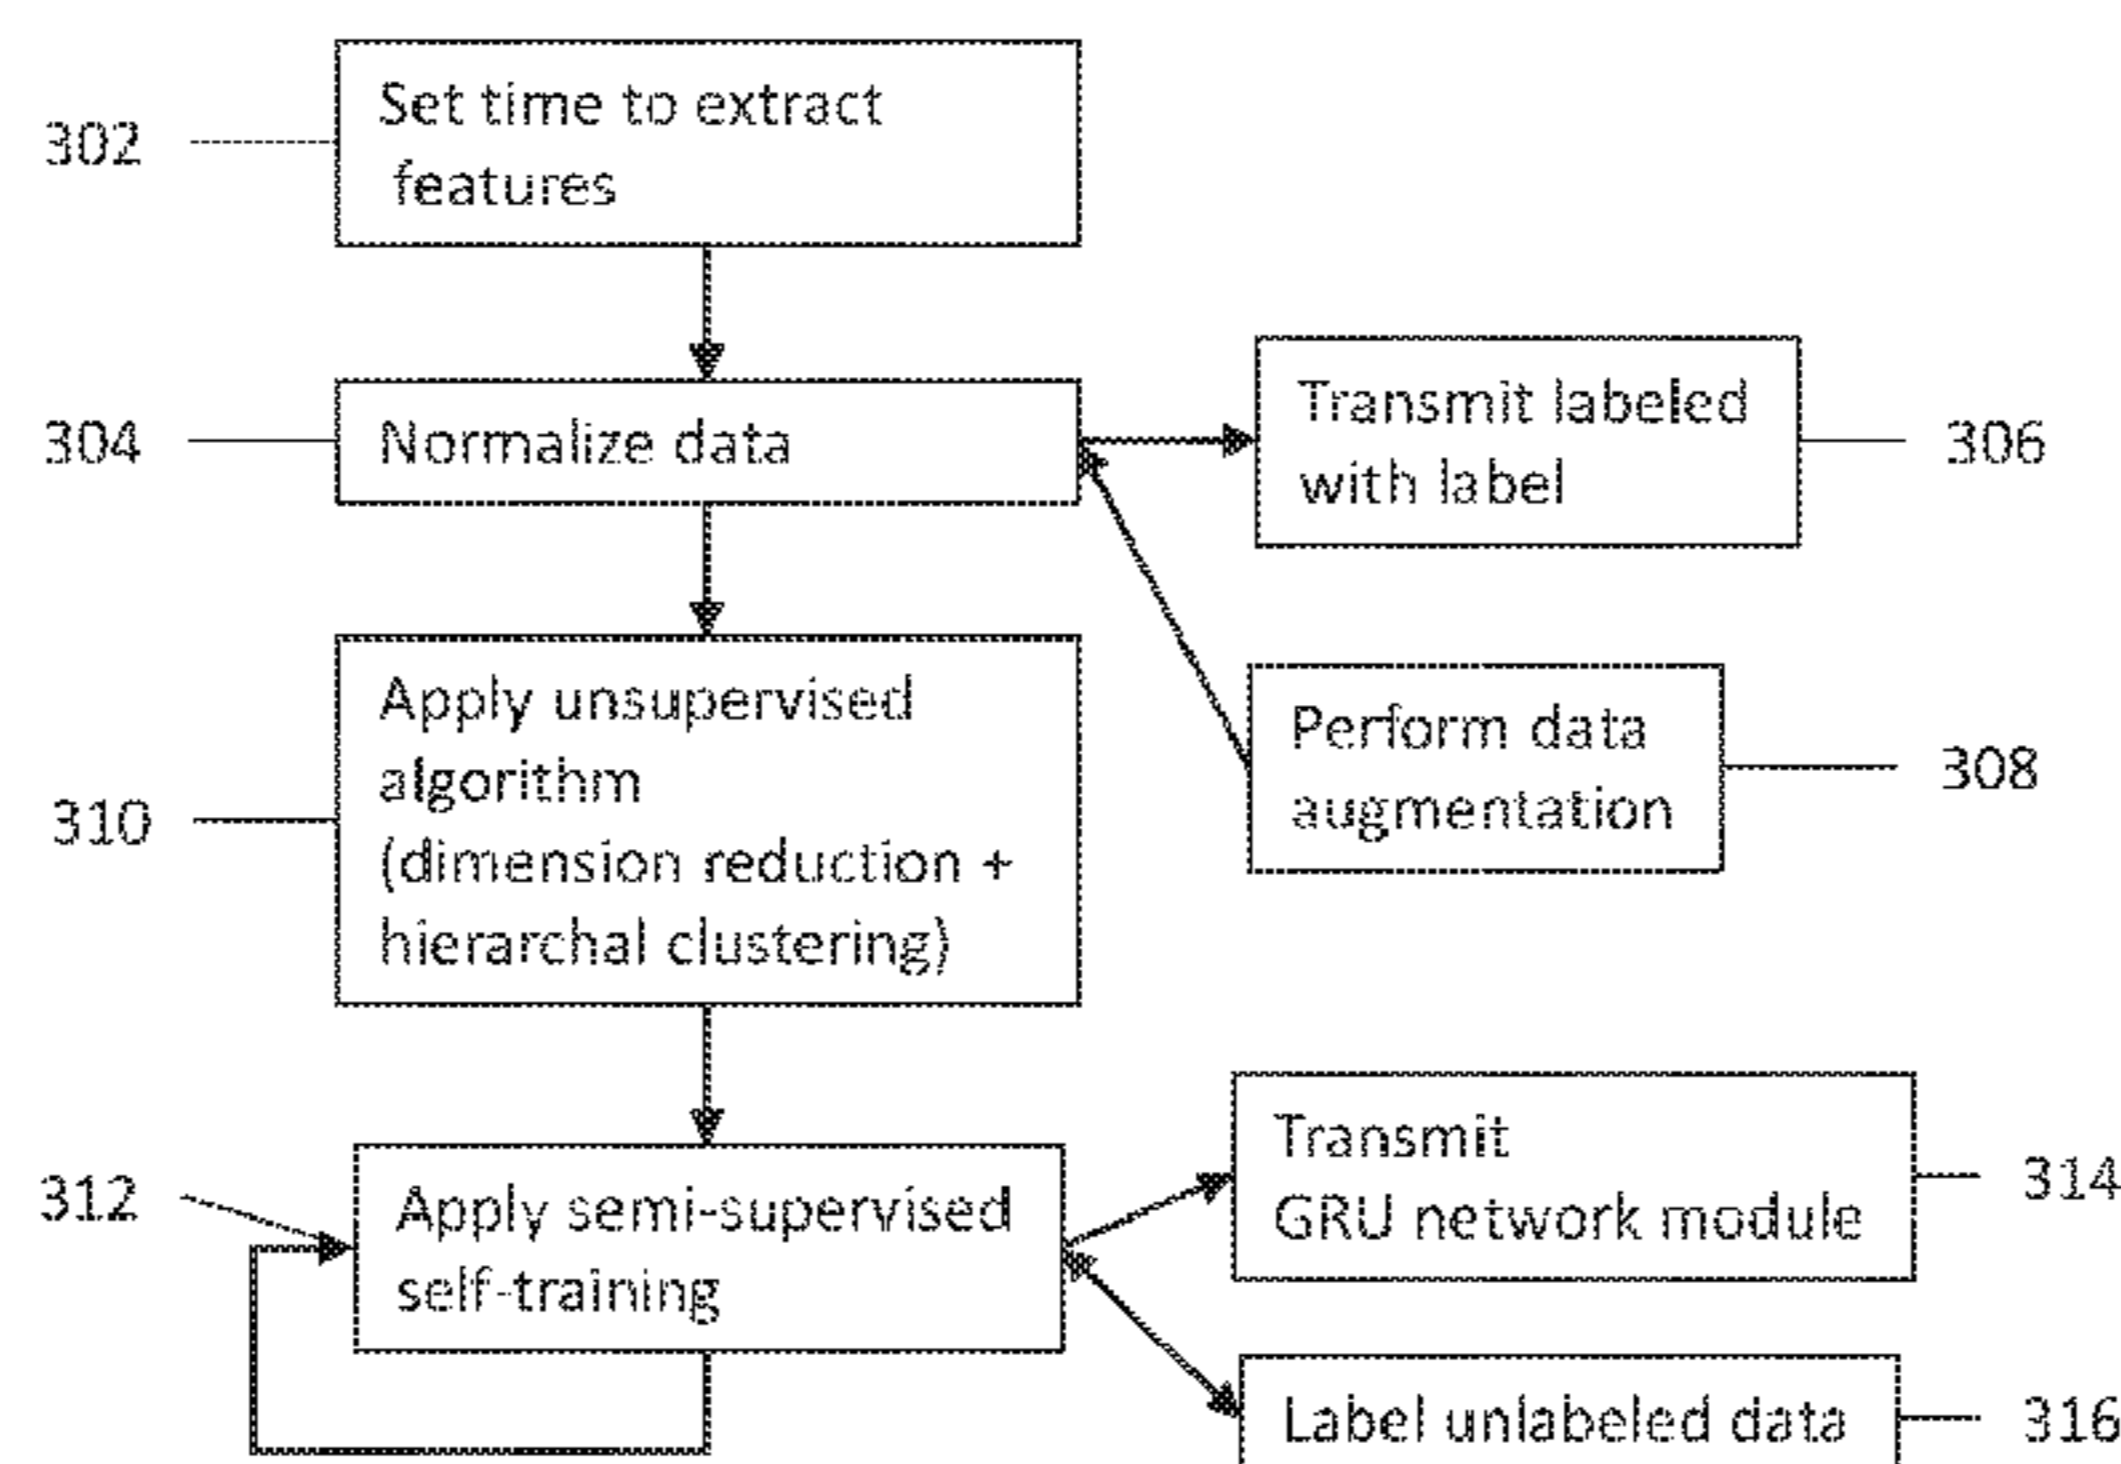 302
Set time to extract
features
304
Normalize data
Transmit labeled
with label
306
310
Apply unsupervised
algorithm
(dimension reduction +
hierarchal clustering)
Perform data
augmentation
308
312
Apply semi-supervised
self-training
Transmit
GRU network module
314
Label unlabeled data
316